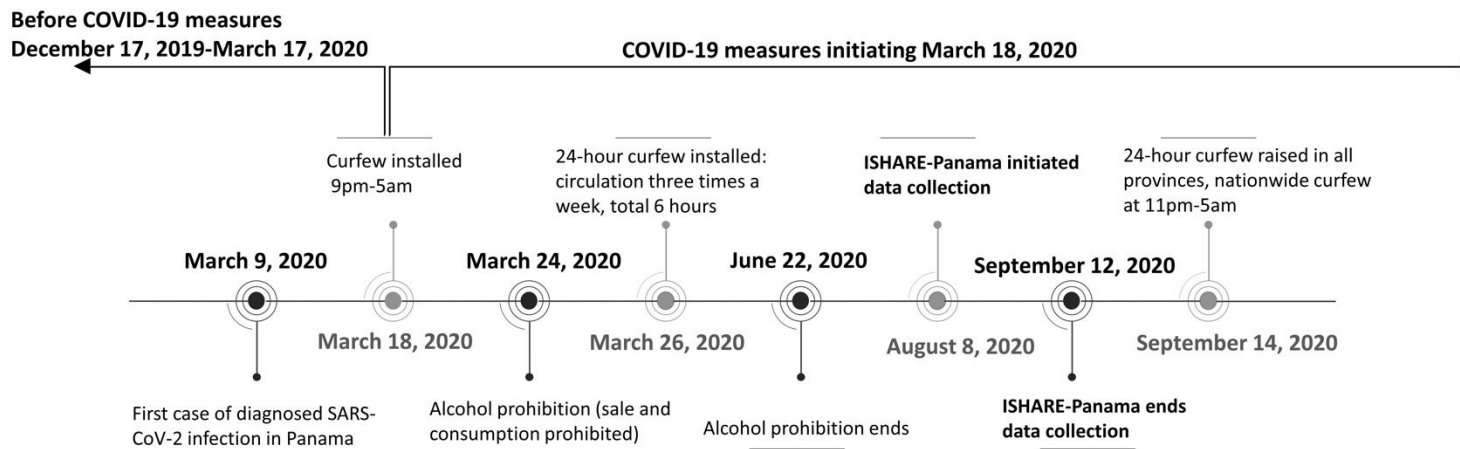 Before COVID-19 measures
December 17, 2019-March 17, 2020
COVID-19 measures initiating March 18, 2020
Curfew installed
9pm-5am
24-hour curfew installed:
circulation three times a
week, total 6 hours
ISHARE-Panama initiated
data collection
24-hour curfew raised in all
provinces, nationwide curfew
at 11pm-5am
March 9, 2020
March 24, 2020
June 22, 2020
September 12, 2020
March 18, 2020
March 26, 2020
August 8, 2020
September 14, 2020
First case of diagnosed SARS-
CoV-2 infection in Panama
Alcohol prohibition (sale and
consumption prohibited)
Alcohol prohibition ends
ISHARE-Panama ends
data collection